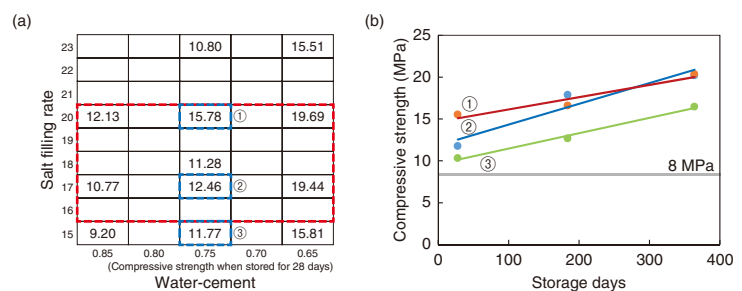 (a)
23 10.80 15.51
22
21
20 12.13 15.78 ① 19.69
19
18 11.28
17 10.77 12.46 ② 19.44
16
15 9.20 11.77 ③ 15.81
0.85 0.80 0.75 0.70 0.65
(Compressive strength when stored for 28 days)
Water-cement
Salt filling rate
(b)
25
20
15
10
5
0
① 
②
③
8 MPa
0 100 200 300 400
Storage days
Compressive strength (MPa)